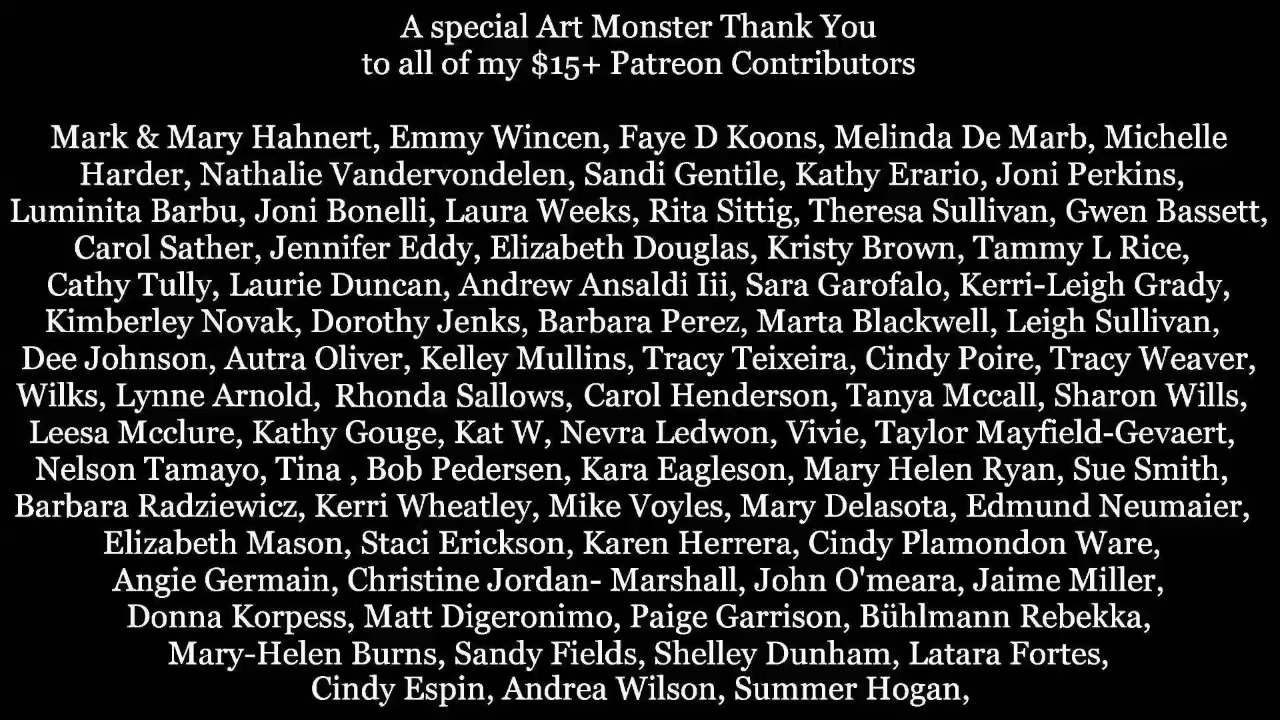 A special Art Monster Thank You
to all of my $15+ Patreon Contributors
Mark & Mary Hahnert, Emmy Wincen, Faye D Koons, Melinda De Marb, Michelle
Harder, Nathalie Vandervondelen, Sandi Gentile, Kathy Erario, Joni Perkins,
Luminita Barbu, Joni Bonelli, Laura Weeks, Rita Sittig, Theresa Sullivan, Gwen Bassett,
Carol Sather, Jennifer Eddy, Elizabeth Douglas, Kristy Brown, Tammy L Rice,
Cathy Tully, Laurie Duncan, Andrew Ansaldi Iii, Sara Garofalo, Kerri-Leigh Grady,
Kimberley Novak, Dorothy Jenks, Barbara Perez, Marta Blackwell, Leigh Sullivan,
Dee Johnson, Autra Oliver, Kelley Mullins, Tracy Teixeira, Cindy Poire, Tracy Weaver,
Wilks, Lynne Arnold, Rhonda Sallows, Carol Henderson, Tanya Mccall, Sharon Wills,
Leesa Mcclure, Kathy Gouge, Kat W, Nevra Ledwon, Vivie, Taylor Mayfield-Gevaert,
Nelson Tamayo, Tina , Bob Pedersen, Kara Eagleson, Mary Helen Ryan, Sue Smith,
Barbara Radziewicz, Kerri Wheatley, Mike Voyles, Mary Delasota, Edmund Neumaier,
Elizabeth Mason, Staci Erickson, Karen Herrera, Cindy Plamondon Ware,
Angie Germain, Christine Jordan- Marshall, John O'meara, Jaime Miller,
Donna Korpess, Matt Digeronimo, Paige Garrison, Bühlmann Rebekka,
Mary-Helen Burns, Sandy Fields, Shelley Dunham, Latara Fortes,
Cindy Espin, Andrea Wilson, Summer Hogan,